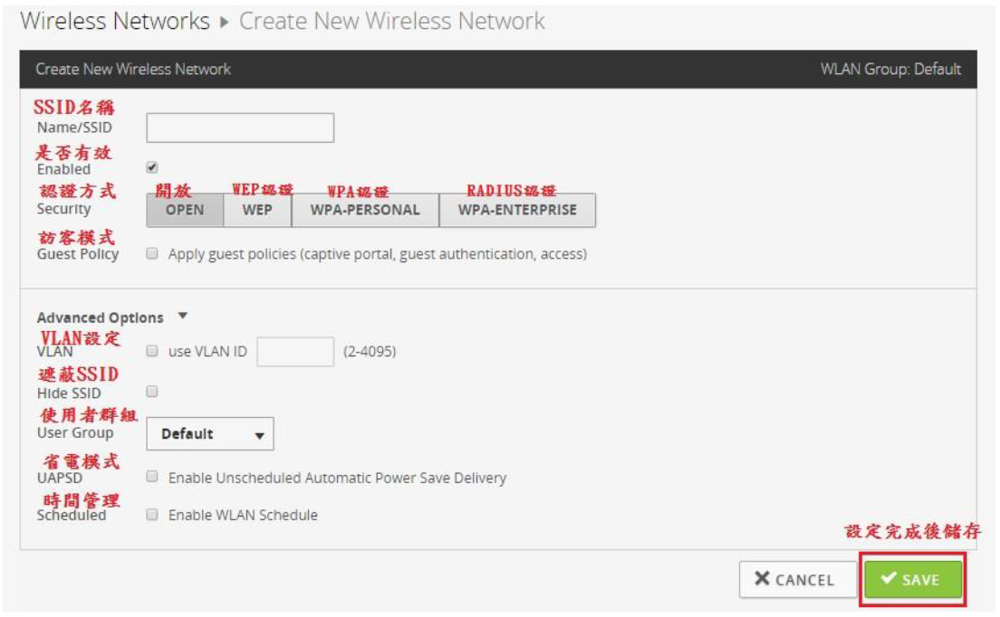 Wireless Networks ▸ Create New Wireless Network
Create New Wireless Network WLAN Group: Default
SSID名稱
Name/SSID
是否有效
Enabled
認證方式 開放 WEP認證 WPA認證 RADIUS認證
Security OPEN WEP WPA-PERSONAL WPA-ENTERPRISE
訪客模式
Guest Policy Apply guest policies (captive portal, guest authentication, access)
Advanced Options ▼
VLAN設定
VLAN use VLAN ID (2-4095)
遮蔽SSID
Hide SSID
使用者群組
User Group Default
省電模式
UAPSD Enable Unscheduled Automatic Power Save Delivery
時間管理
Scheduled Enable WLAN Schedule
設定完成後儲存
CANCEL SAVE